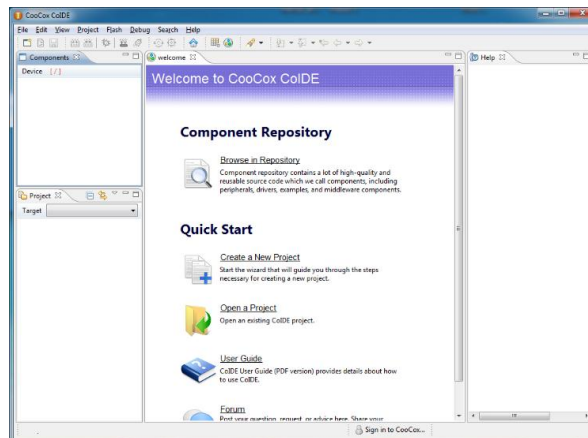 CooCox CoIDE
File Edit View Project Flash Debug Search Help
Components
Device [/]
Project
Target
welcome
Welcome to CooCox CoIDE
Component Repository
Browse in Repository
Component repository contains a lot of high-quality and
reusable source code which we call components, including
peripherals, drivers, examples, and middleware components.
Quick Start
Create a New Project
Start the wizard that will guide you through the steps
necessary for creating a new project.
Open a Project
Open an existing CoIDE project.
User Guide
CoIDE User Guide (PDF version) provides details about how
to use CoIDE.
Forum
Post your question, request, or advice here. Share your
Help
Sign in to CooCox...